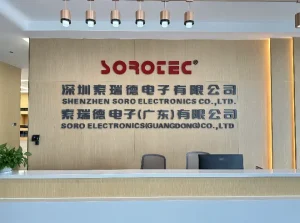 SOROTEC®
深圳索瑞德电子有限公司
SHENZHEN SORO ELECTRONICS CO.,LTD.
索瑞德电子(广东)有限公司
SORO ELECTRONICS(GUANGDONG)CO.,LTD